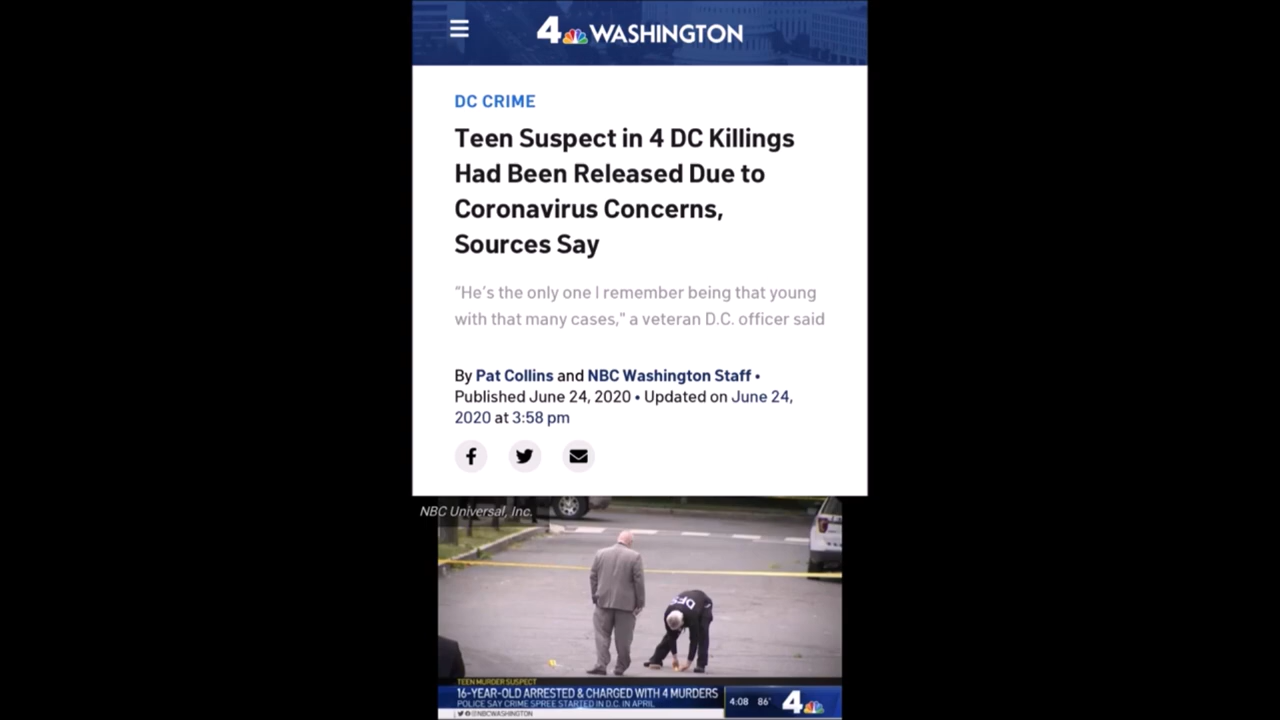 4 WASHINGTON
DC CRIME
Teen Suspect in 4 DC Killings
Had Been Released Due to
Coronavirus Concerns,
Sources Say
“He’s the only one I remember being that young
with that many cases," a veteran D.C. officer said
By Pat Collins and NBC Washington Staff •
Published June 24, 2020 • Updated on June 24,
2020 at 3:58 pm
NBC Universal, Inc.
DFS
TEEN MURDER SUSPECT
16-YEAR-OLD ARRESTED & CHARGED WITH 4 MURDERS
POLICE SAY CRIME SPREE STARTED IN D.C. IN APRIL
4:08 86° 4
@NBCWASHINGTON